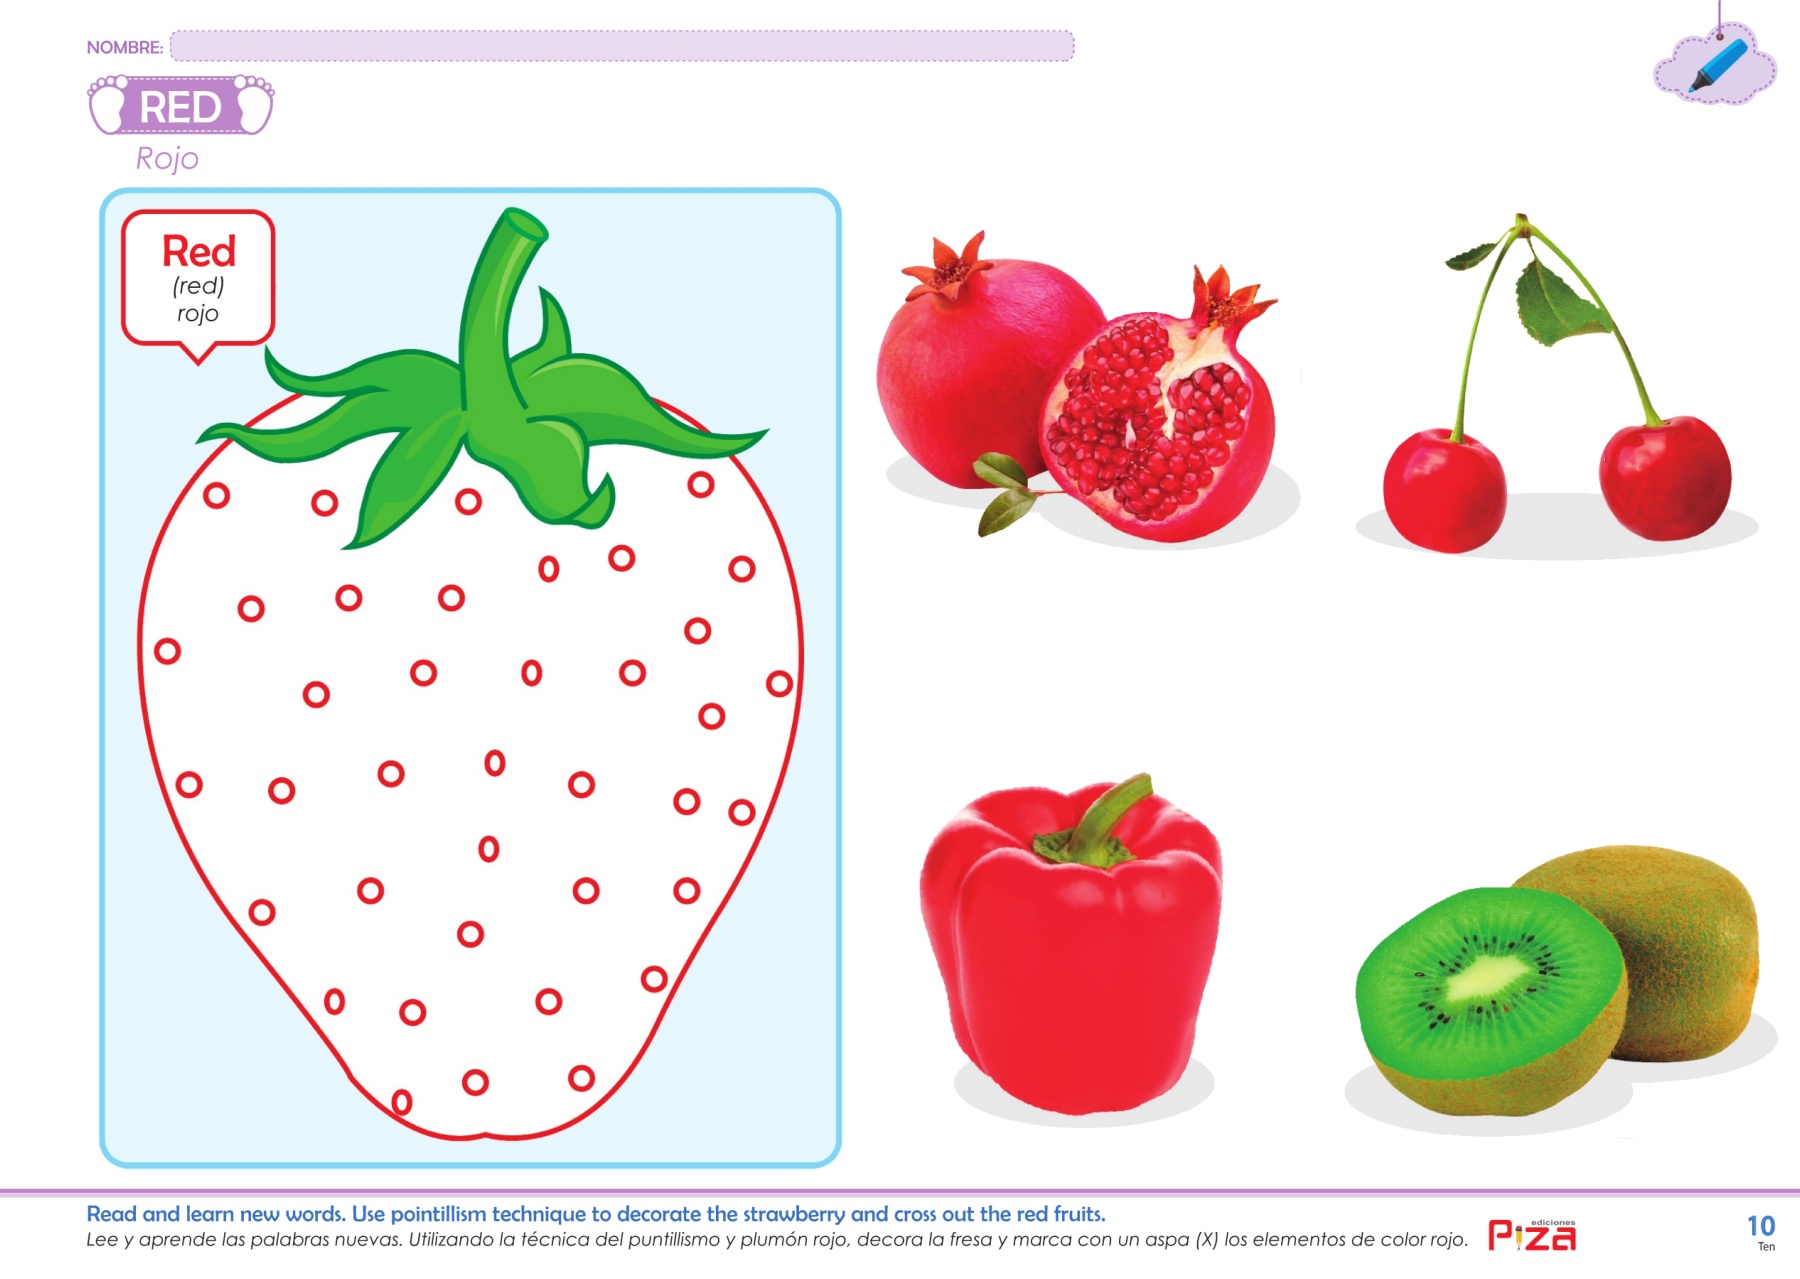 NOMBRE:
RED
Rojo
Red
(red)
rojo
Read and learn new words. Use pointillism technique to decorate the strawberry and cross out the red fruits.
Lee y aprende las palabras nuevas. Utilizando la técnica del puntillismo y plumón rojo, decora la fresa y marca con un aspa (X) los elementos de color rojo.
ediciones
Piza
10
Ten